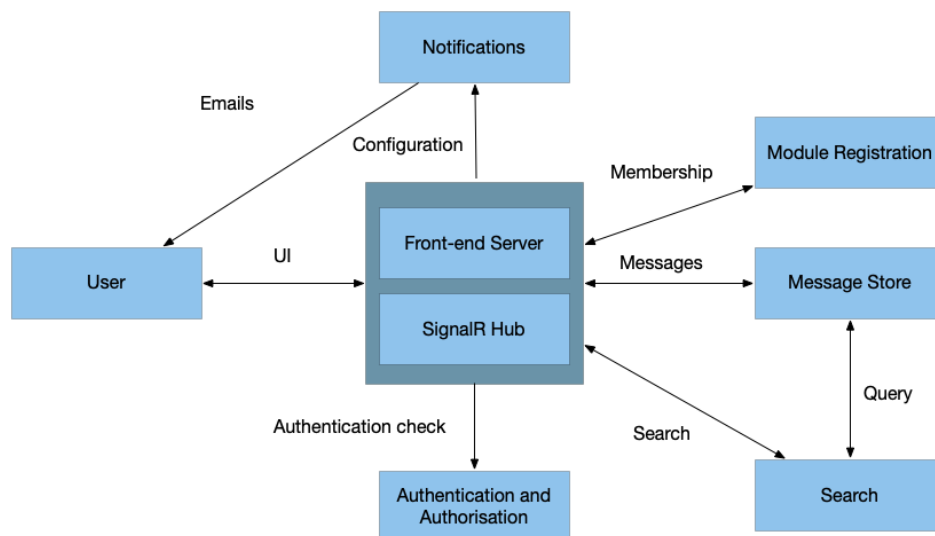 Notifications
Emails
Configuration
Module Registration
Membership
Front-end Server
UI
Messages
User
Message Store
SignalR Hub
Query
Authentication check
Search
Authentication and
Authorisation
Search